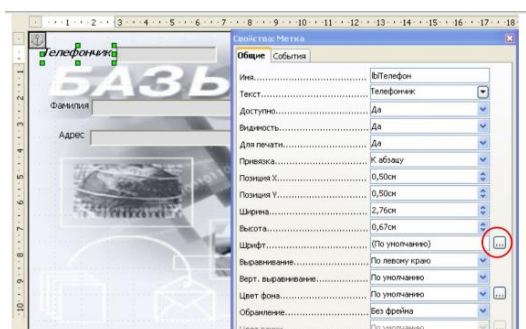 · · · 1 · · · 2 · · · 3 · · · 4 · · · 5 · · · 6 · · · 7 · · · 8 · · · 9 · · · 10 · · · 11 · · · 12 · · · 13 · · · 14 · · · 15 · · · 16 · · · 17 · · · 18
Свойства: Метка
Общие События
Телефончик
БАЗЫ
Фамилия
Адрес
Имя lblТелефон
Текст Телефончик
Доступно Да
Видимость Да
Для печати Да
Привязка К абзацу
Позиция X 0,50см
Позиция Y 0,50см
Ширина 2,76см
Высота 0,67см
Шрифт (По умолчанию) ...
Выравнивание По левому краю
Верт. выравнивание По умолчанию
Цвет фона По умолчанию ...
Обрамление Без фрейма
По умолчанию